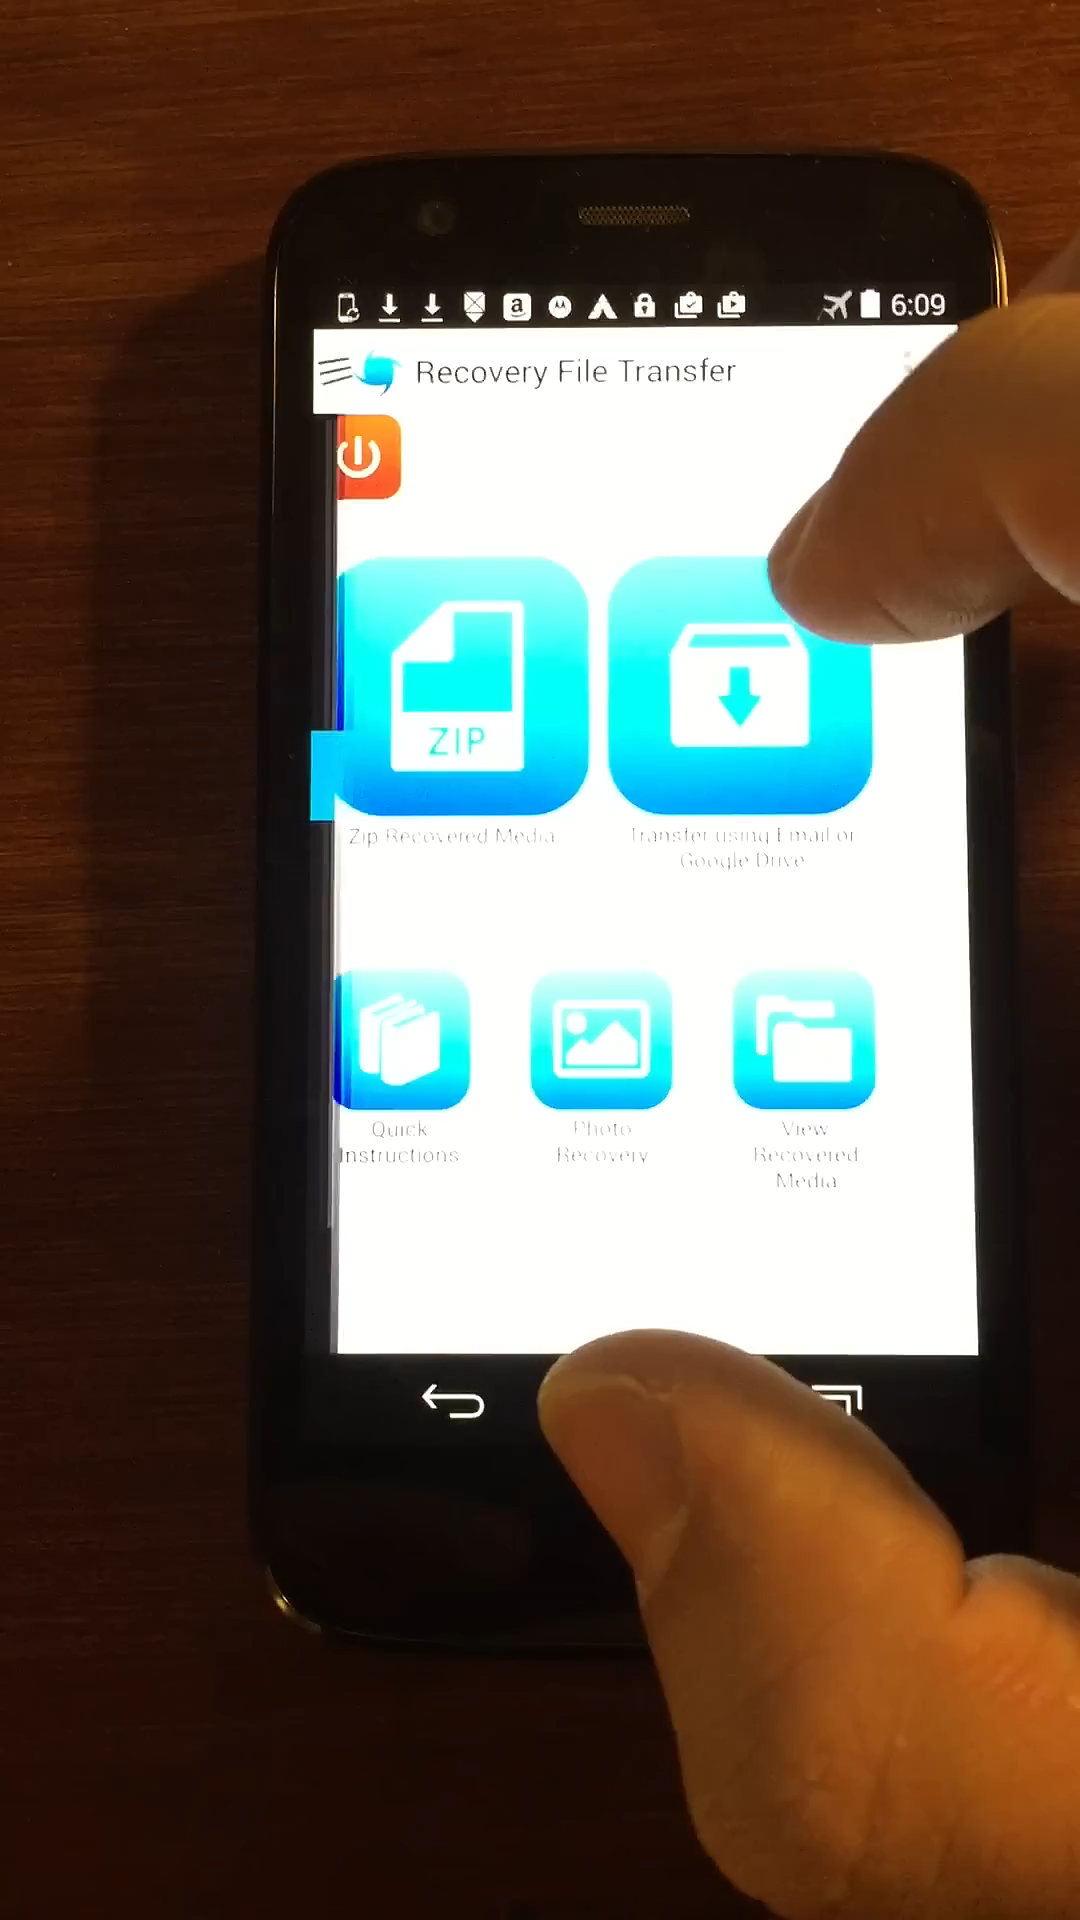 6:09
Recovery File Transfer
ZIP
Zip Recovered Media
Transfer using Email or
Google Drive
Quick
Instructions
Photo
Recovery
View
Recovered
Media